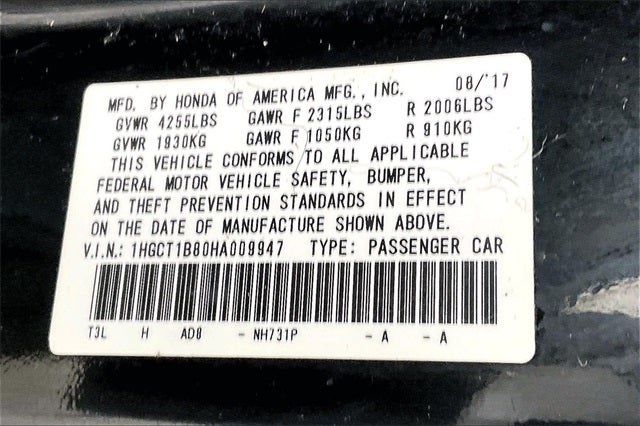 MFD. BY HONDA OF AMERICA MFG., INC. 08/'17
GVWR 4255LBS GAWR F 2315LBS R 2006LBS
GVWR 1930KG GAWR F 1050KG R 910KG
THIS VEHICLE CONFORMS TO ALL APPLICABLE
FEDERAL MOTOR VEHICLE SAFETY, BUMPER,
AND THEFT PREVENTION STANDARDS IN EFFECT
ON THE DATE OF MANUFACTURE SHOWN ABOVE.
V.I.N.: 1HGCT1B80HA009947 TYPE: PASSENGER CAR
T3L H AD8 - NH731P - A - A